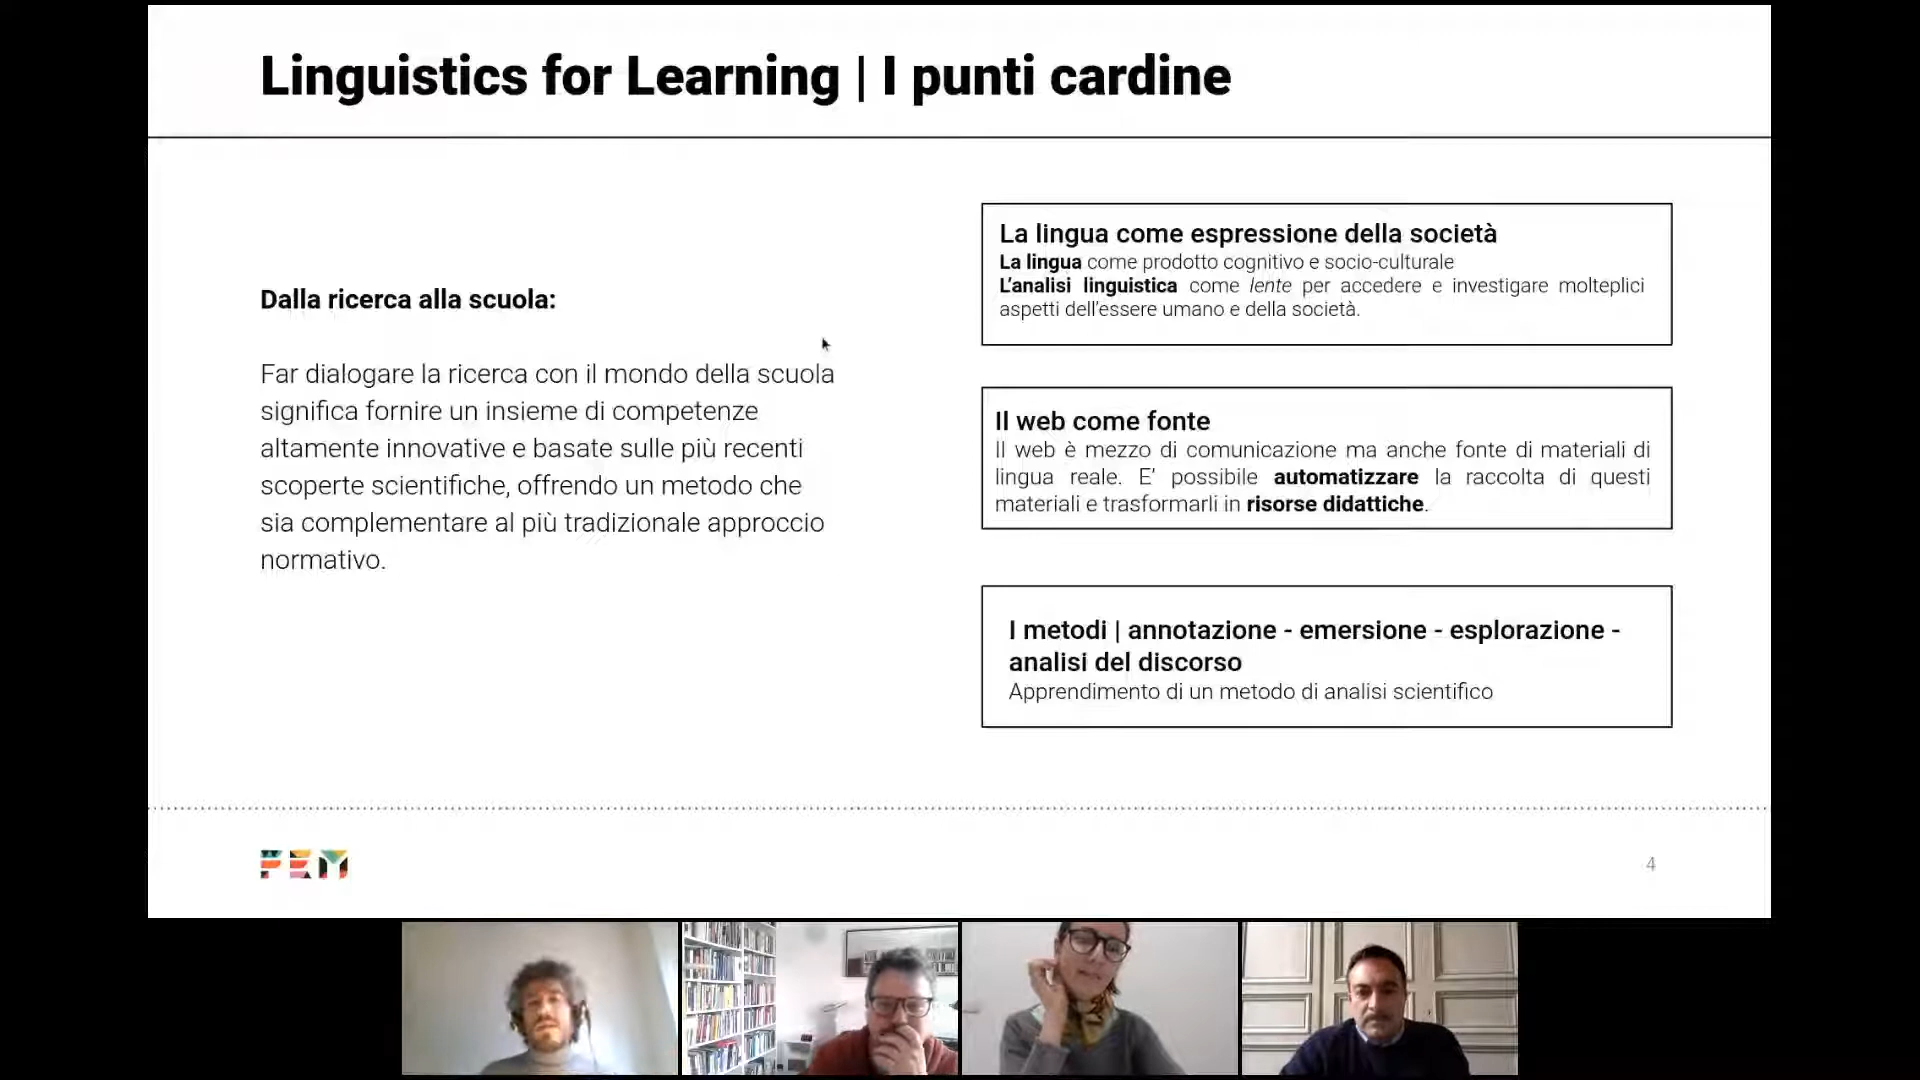 Linguistics for Learning | I punti cardine
Dalla ricerca alla scuola:
Far dialogare la ricerca con il mondo della scuola
significa fornire un insieme di competenze
altamente innovative e basate sulle più recenti
scoperte scientifiche, offrendo un metodo che
sia complementare al più tradizionale approccio
normativo.
La lingua come espressione della società
La lingua come prodotto cognitivo e socio-culturale
L'analisi linguistica come lente per accedere e investigare molteplici
aspetti dell'essere umano e della società.
Il web come fonte
Il web è mezzo di comunicazione ma anche fonte di materiali di
lingua reale. E' possibile automatizzare la raccolta di questi
materiali e trasformarli in risorse didattiche.
I metodi | annotazione - emersione - esplorazione -
analisi del discorso
Apprendimento di un metodo di analisi scientifico
FEM
4